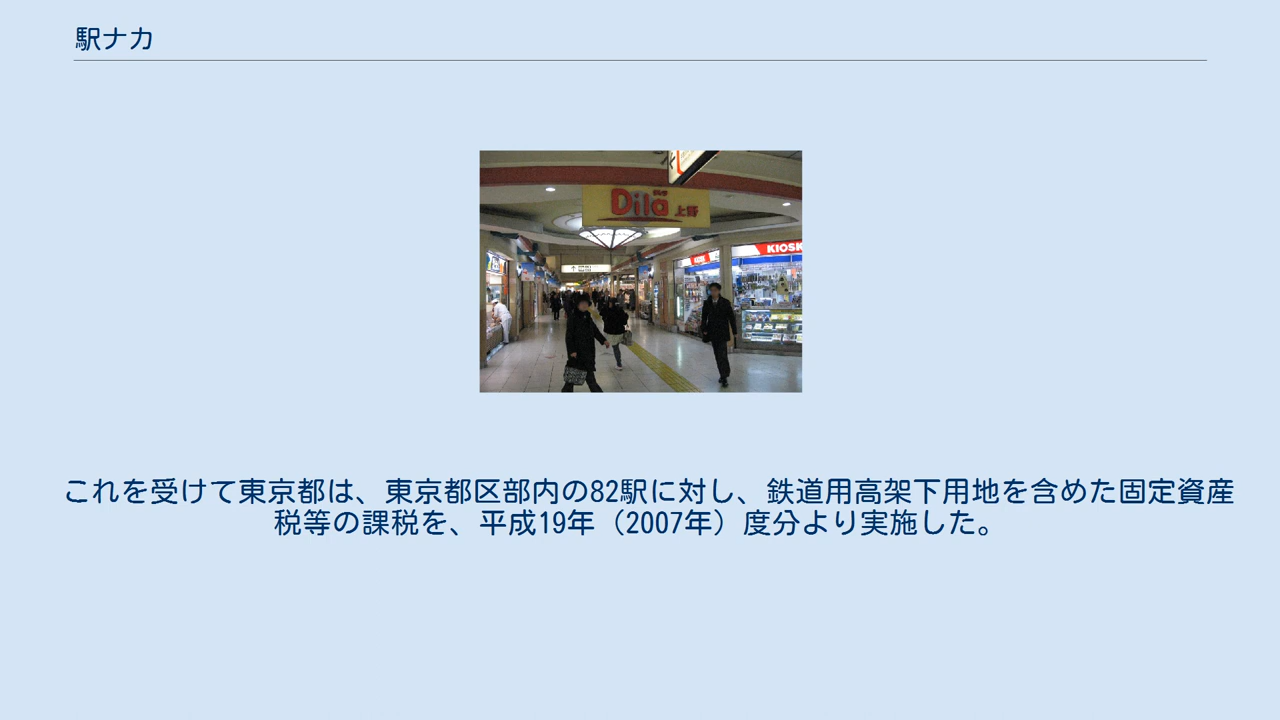 駅ナカ
Dila 上野
KIOSK
KIOSK
これを受けて東京都は、東京都区部内の82駅に対し、鉄道用高架下用地を含めた固定資産
税等の課税を、平成19年（2007年）度分より実施した。